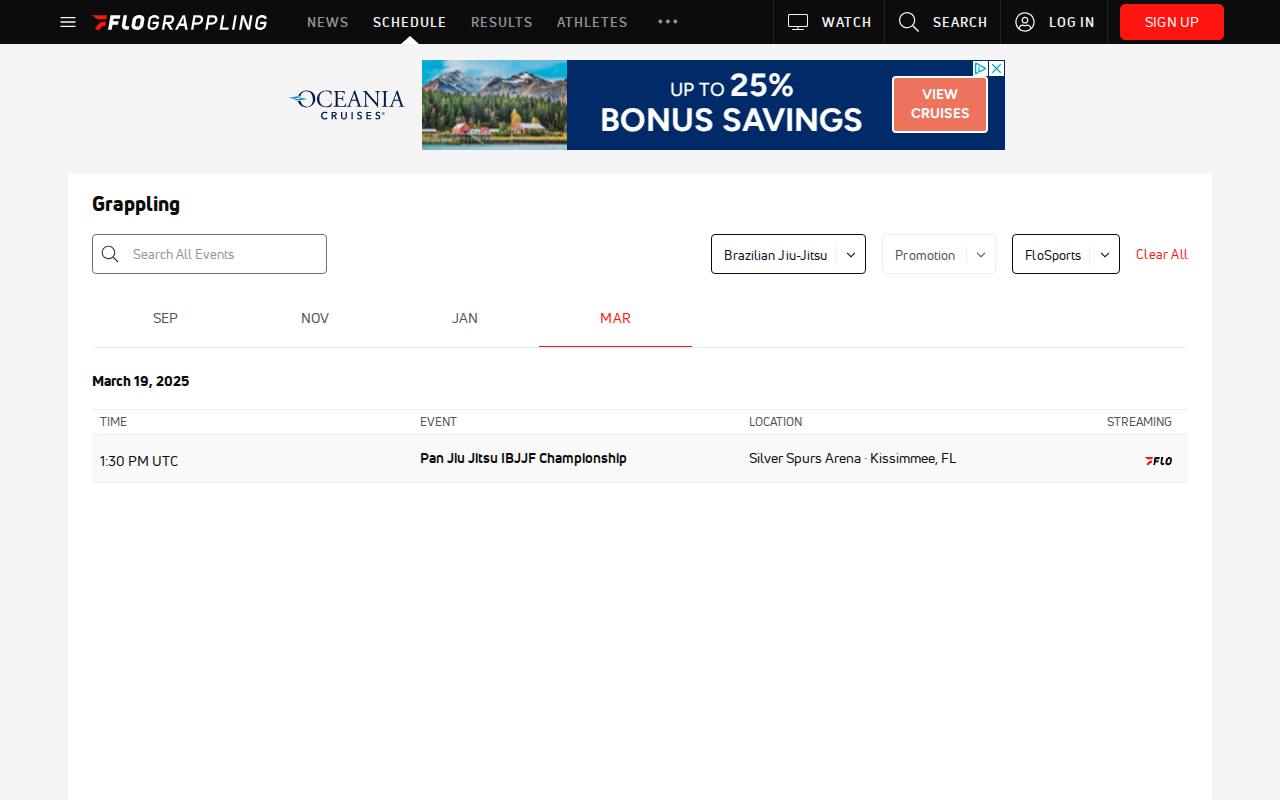 FLOGRAPPLING NEWS SCHEDULE RESULTS ATHLETES WATCH SEARCH LOG IN SIGN UP
OCEANIA
CRUISES®
UP TO 25%
BONUS SAVINGS
VIEW
CRUISES
Grappling
Search All Events
Brazilian Jiu-Jitsu
Promotion
FloSports
Clear All
SEP NOV JAN MAR
March 19, 2025
TIME EVENT LOCATION STREAMING
1:30 PM UTC Pan Jiu Jitsu IBJJF Championship Silver Spurs Arena · Kissimmee, FL FLO